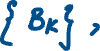 { Bk } ,